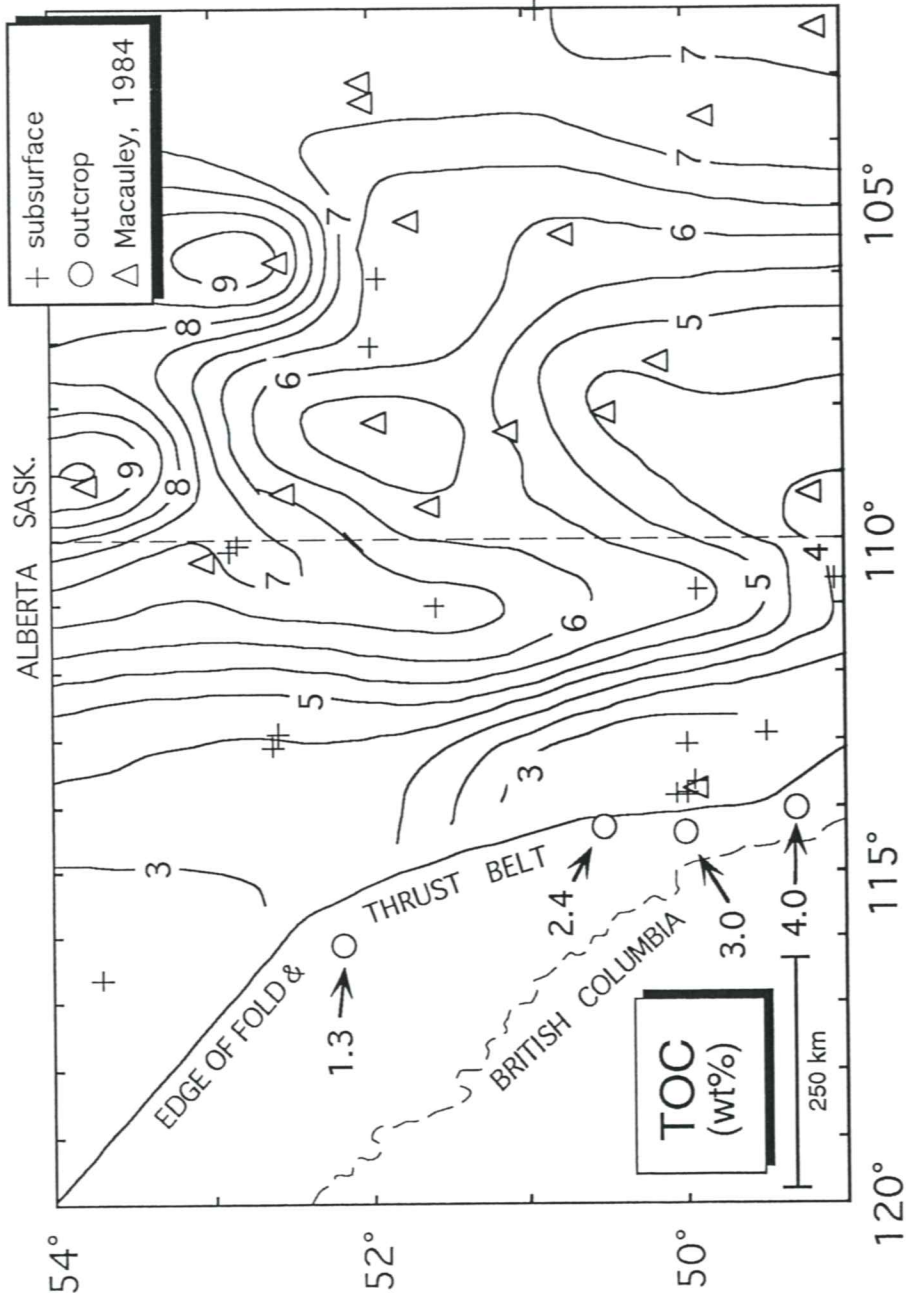 ALBERTA SASK.
+ subsurface
○ outcrop
△ Macauley, 1984
54°
52°
50°
120°
115°
110°
105°
3
5
7
8
9
8
9
6
7
7
7
6
5
6
5
4
3
EDGE OF FOLD &
THRUST BELT
BRITISH COLUMBIA
1.3
2.4
3.0
4.0
TOC
(wt%)
250 km